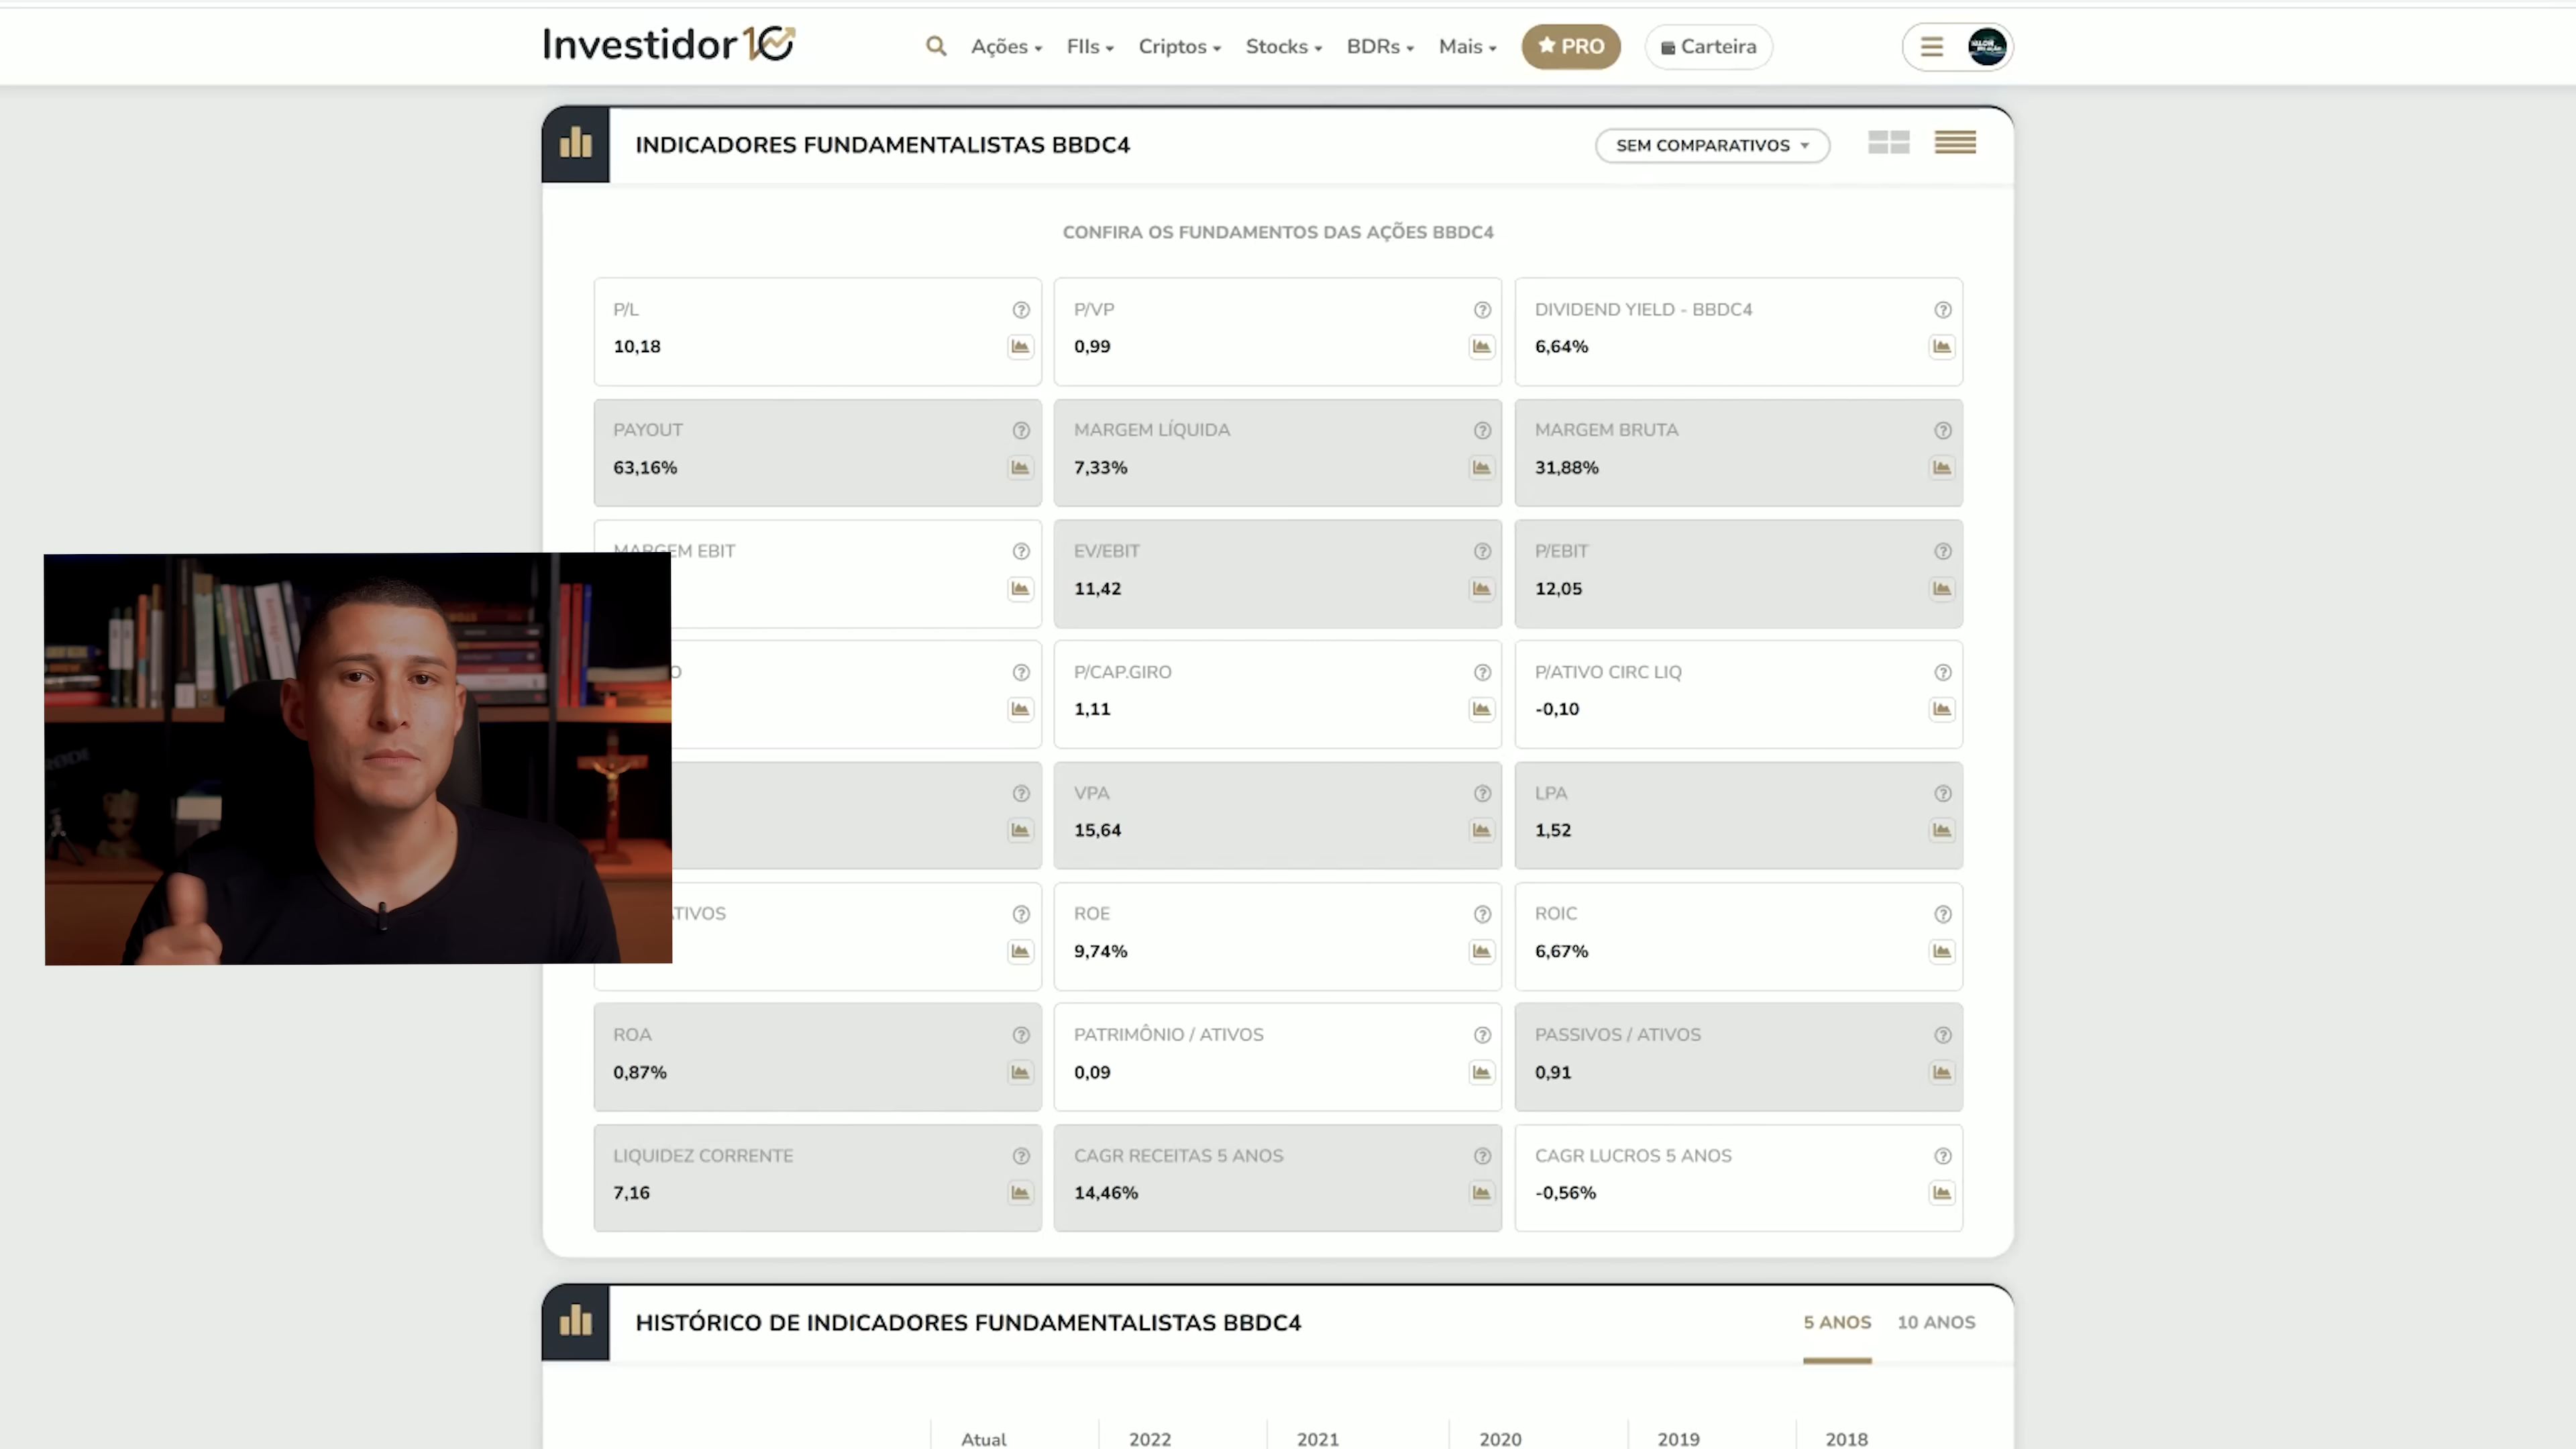 Investidor10
Ações FIIs Criptos Stocks BDRs Mais PRO Carteira
INDICADORES FUNDAMENTALISTAS BBDC4
SEM COMPARATIVOS
CONFIRA OS FUNDAMENTOS DAS AÇÕES BBDC4
P/L
10,18
P/VP
0,99
DIVIDEND YIELD - BBDC4
6,64%
PAYOUT
63,16%
MARGEM LÍQUIDA
7,33%
MARGEM BRUTA
31,88%
MARGEM EBIT
EV/EBIT
11,42
P/EBIT
12,05
P/CAP.GIRO
1,11
P/ATIVO CIRC LIQ
-0,10
VPA
15,64
LPA
1,52
ATIVOS
ROE
9,74%
ROIC
6,67%
ROA
0,87%
PATRIMÔNIO / ATIVOS
0,09
PASSIVOS / ATIVOS
0,91
LIQUIDEZ CORRENTE
7,16
CAGR RECEITAS 5 ANOS
14,46%
CAGR LUCROS 5 ANOS
-0,56%
HISTÓRICO DE INDICADORES FUNDAMENTALISTAS BBDC4
5 ANOS 10 ANOS
Atual 2022 2021 2020 2019 2018